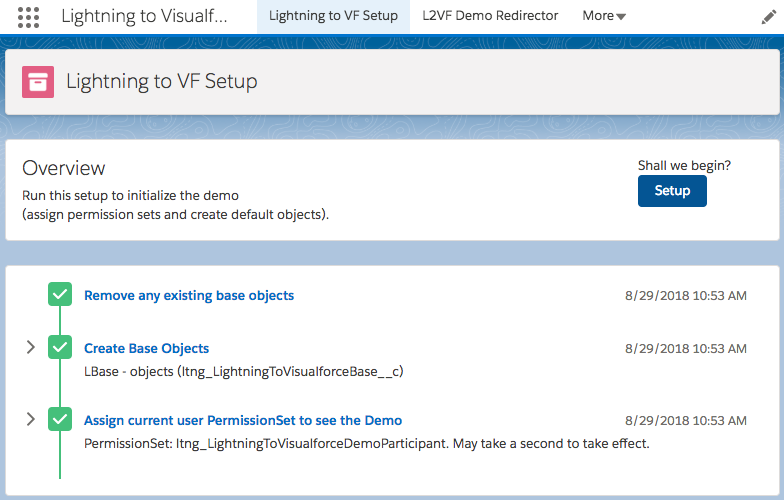 Lightning to Visualf...
Lightning to VF Setup
L2VF Demo Redirector
More
Lightning to VF Setup
Overview
Run this setup to initialize the demo
(assign permission sets and create default objects).
Shall we begin?
Setup
Remove any existing base objects
8/29/2018 10:53 AM
Create Base Objects
8/29/2018 10:53 AM
LBase - objects (ltng_LightningToVisualforceBase__c)
Assign current user PermissionSet to see the Demo
8/29/2018 10:53 AM
PermissionSet: ltng_LightningToVisualforceDemoParticipant. May take a second to take effect.